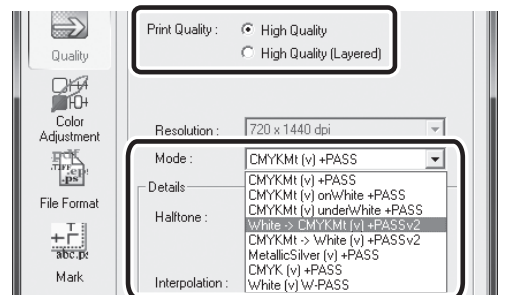 Print Quality : High Quality
High Quality (Layered)
Quality
Color
Adjustment
Resolution : 720 x 1440 dpi
Mode : CMYKMt (v) +PASS
Details
CMYKMt (v) +PASS
CMYKMt (v) onWhite +PASS
File Format
CMYKMt (v) underWhite +PASS
Halftone : White -> CMYKMt (v) +PASSv2
CMYKMt -> White (v) +PASSv2
MetallicSilver (v) +PASS
abc.ps
CMYK (v) +PASS
Mark
Interpolation : White (v) W-PASS